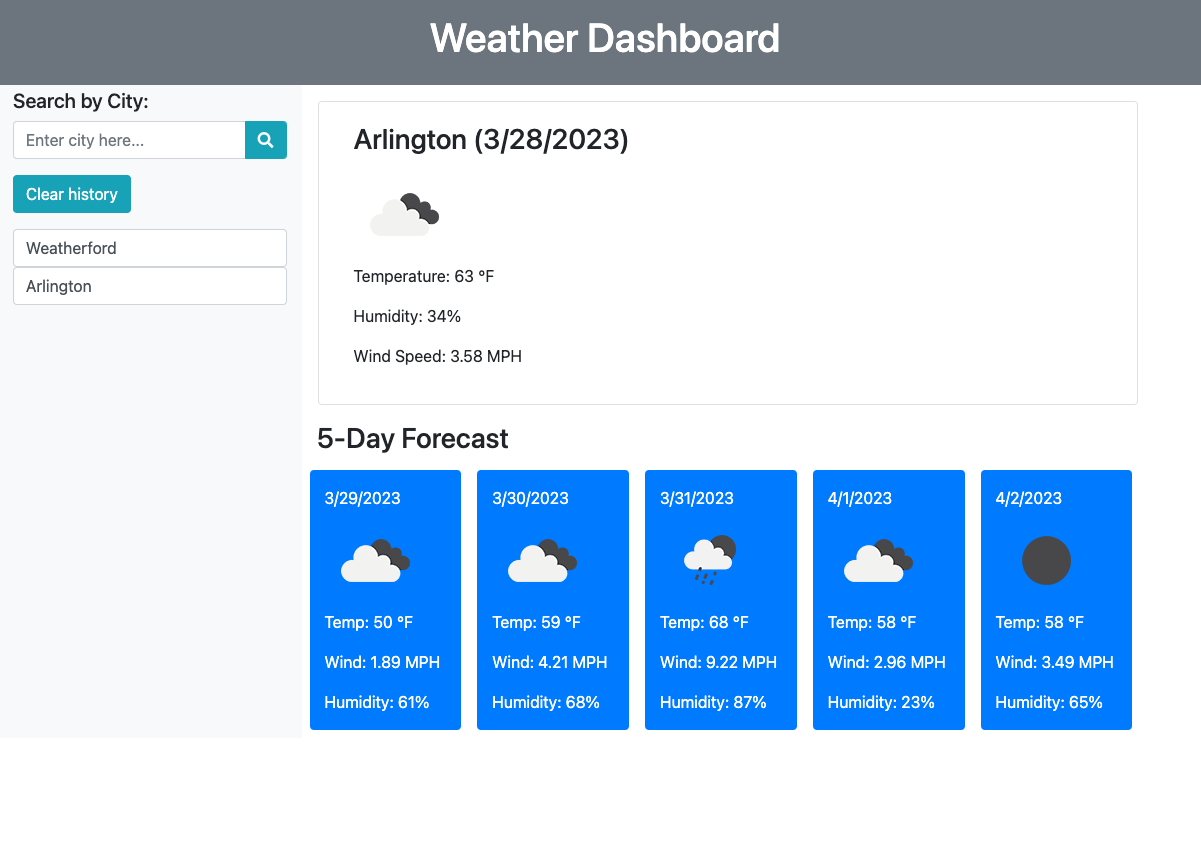 Weather Dashboard
Search by City:
Enter city here...
Clear history
Weatherford
Arlington
Arlington (3/28/2023)
Temperature: 63 °F
Humidity: 34%
Wind Speed: 3.58 MPH
5-Day Forecast
3/29/2023
Temp: 50 °F
Wind: 1.89 MPH
Humidity: 61%
3/30/2023
Temp: 59 °F
Wind: 4.21 MPH
Humidity: 68%
3/31/2023
Temp: 68 °F
Wind: 9.22 MPH
Humidity: 87%
4/1/2023
Temp: 58 °F
Wind: 2.96 MPH
Humidity: 23%
4/2/2023
Temp: 58 °F
Wind: 3.49 MPH
Humidity: 65%